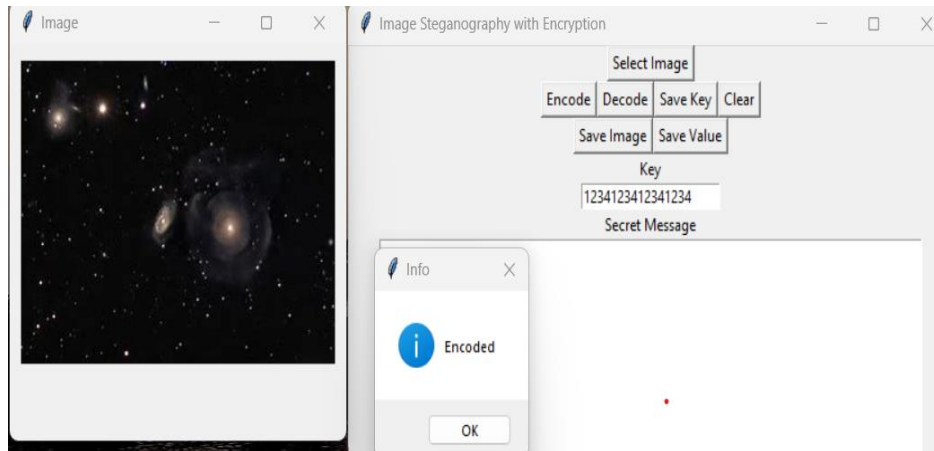 Image
Image Steganography with Encryption
Select Image
Encode Decode Save Key Clear
Save Image Save Value
Key
1234123412341234
Secret Message
Info
Encoded
OK